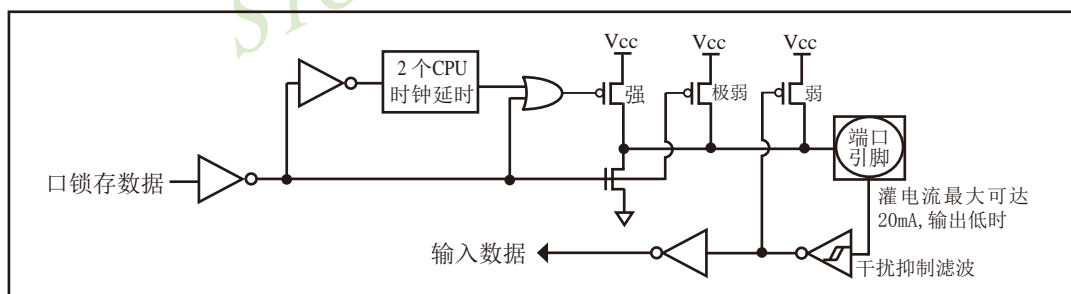 STC
Vcc
Vcc
Vcc
2个CPU
时钟延时
强
极弱
弱
端口
引脚
口锁存数据
灌电流最大可达
20mA,输出低时
输入数据
干扰抑制滤波